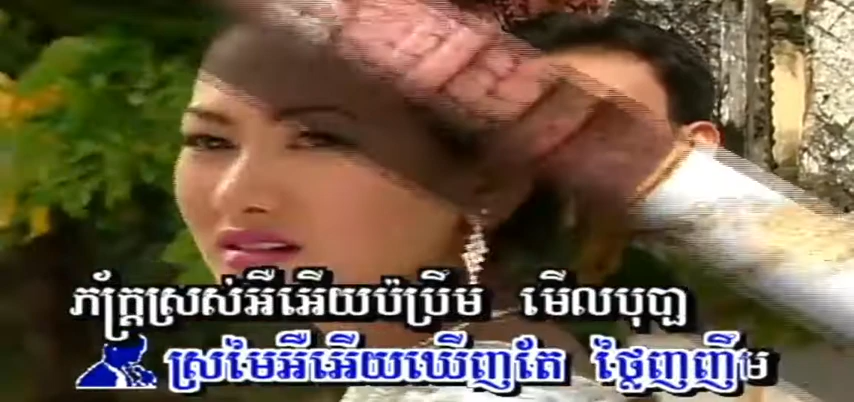 ភក្ត្រស្រស់អឺអើយប៉ប្រឹម មើលបុប្ផា
ស្រមៃអឺអើយឃើញតែ ថ្លៃញញឹម